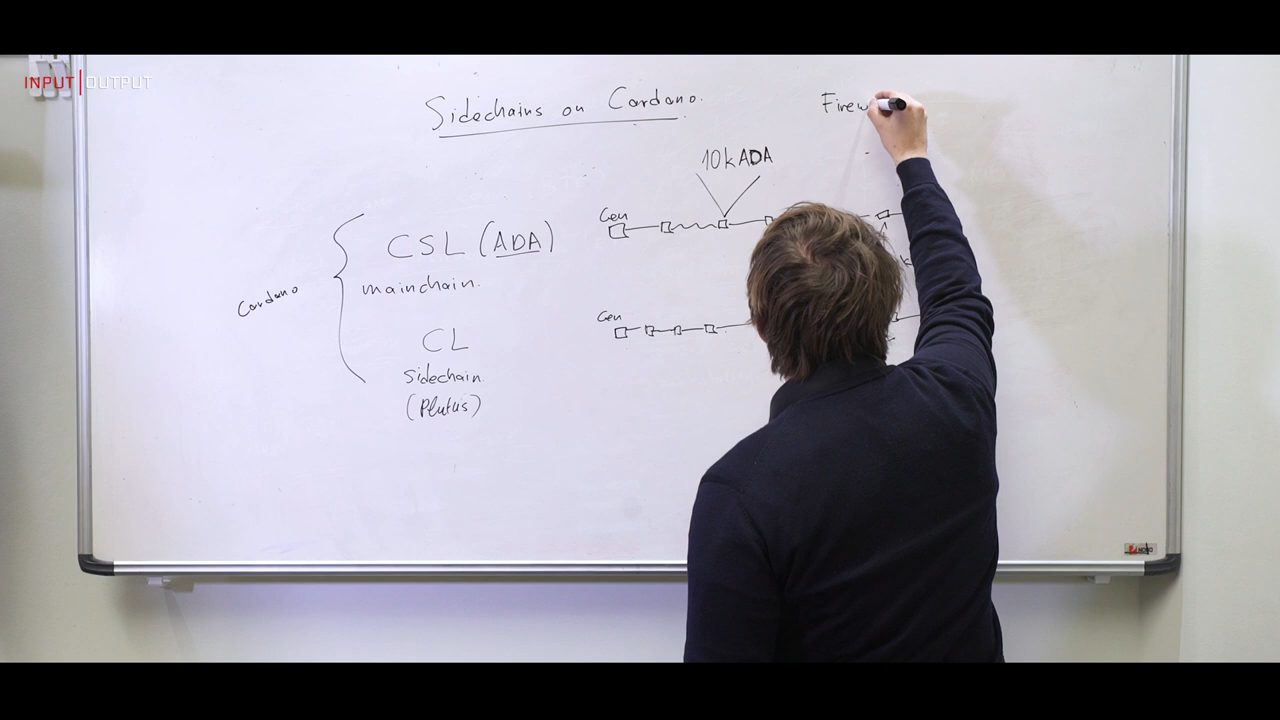 INPUT|OUTPUT
Sidechains on Cardano.
Firew
10k ADA
Gen
CSL (ADA)
mainchain.
Cardano
Gen
CL
Sidechain.
(Plutus)